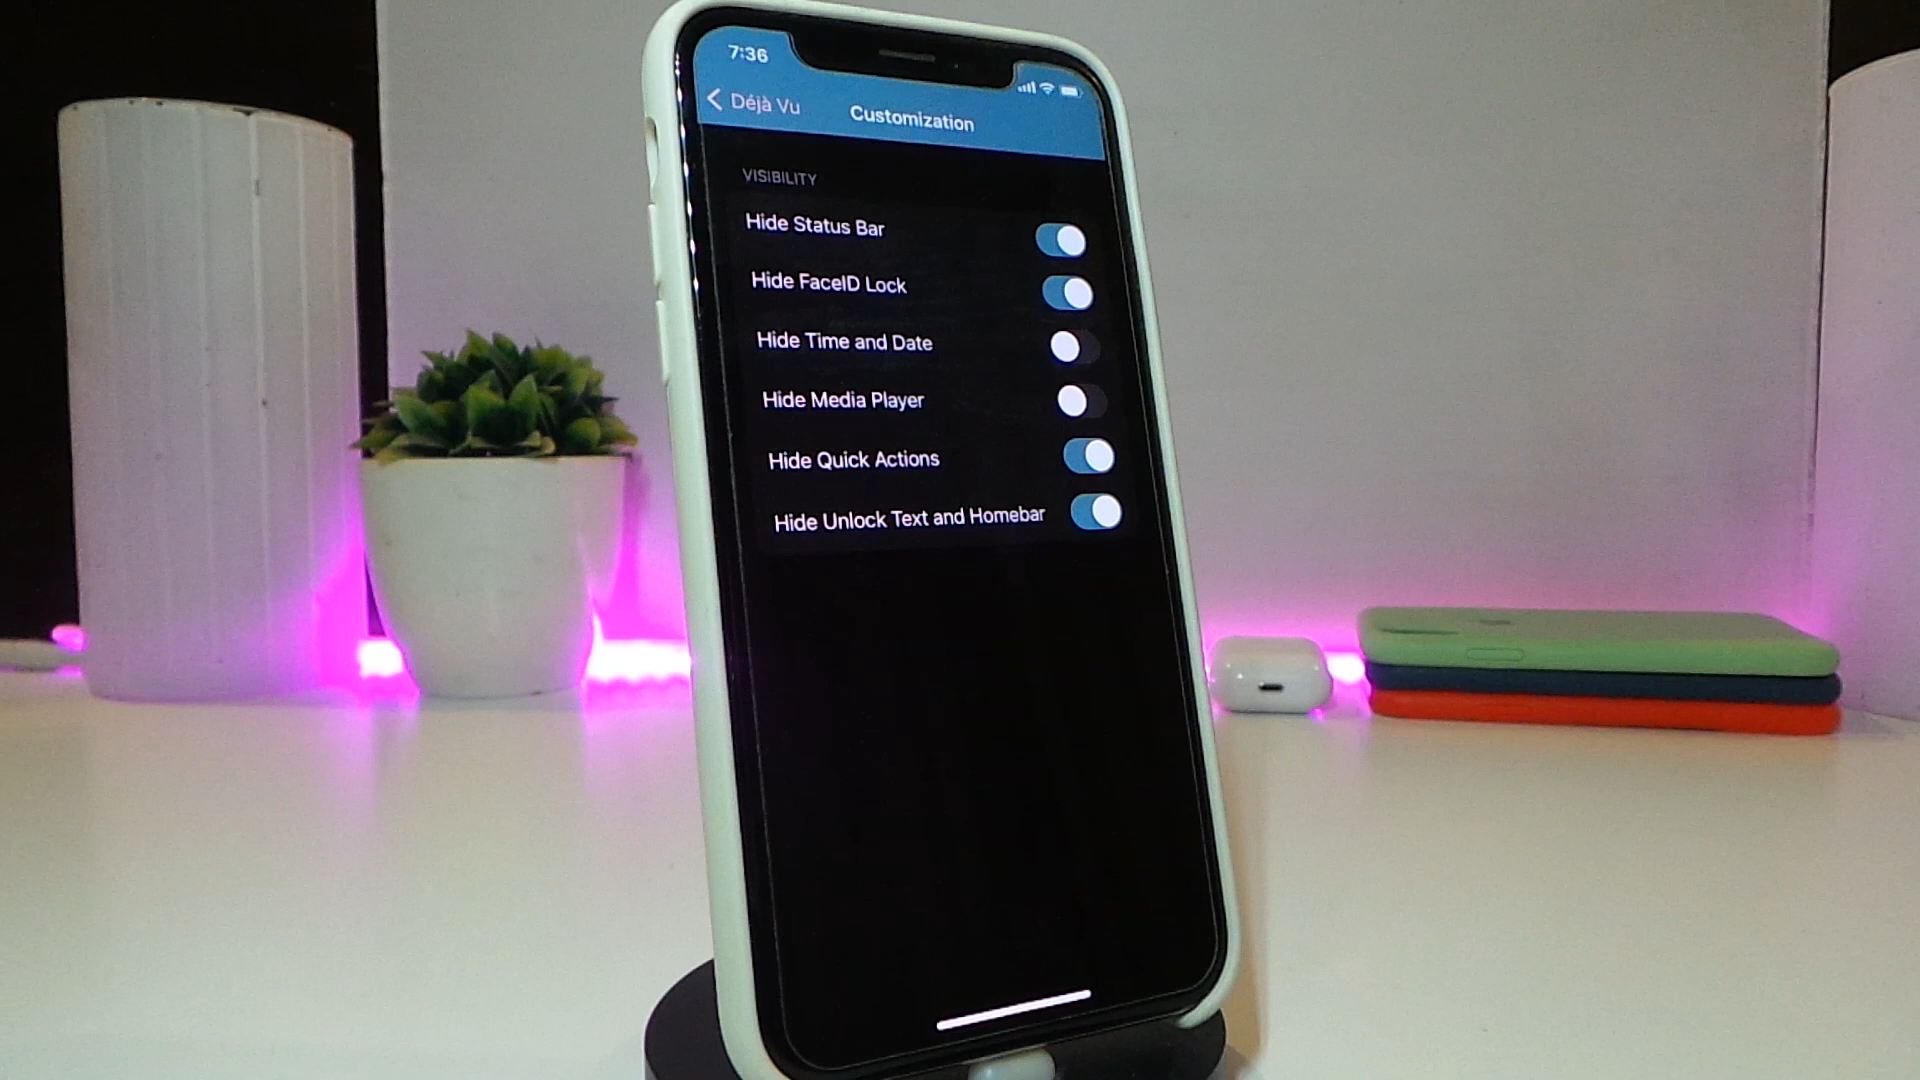 7:36
Déjà Vu
Customization
VISIBILITY
Hide Status Bar
Hide FaceID Lock
Hide Time and Date
Hide Media Player
Hide Quick Actions
Hide Unlock Text and Homebar